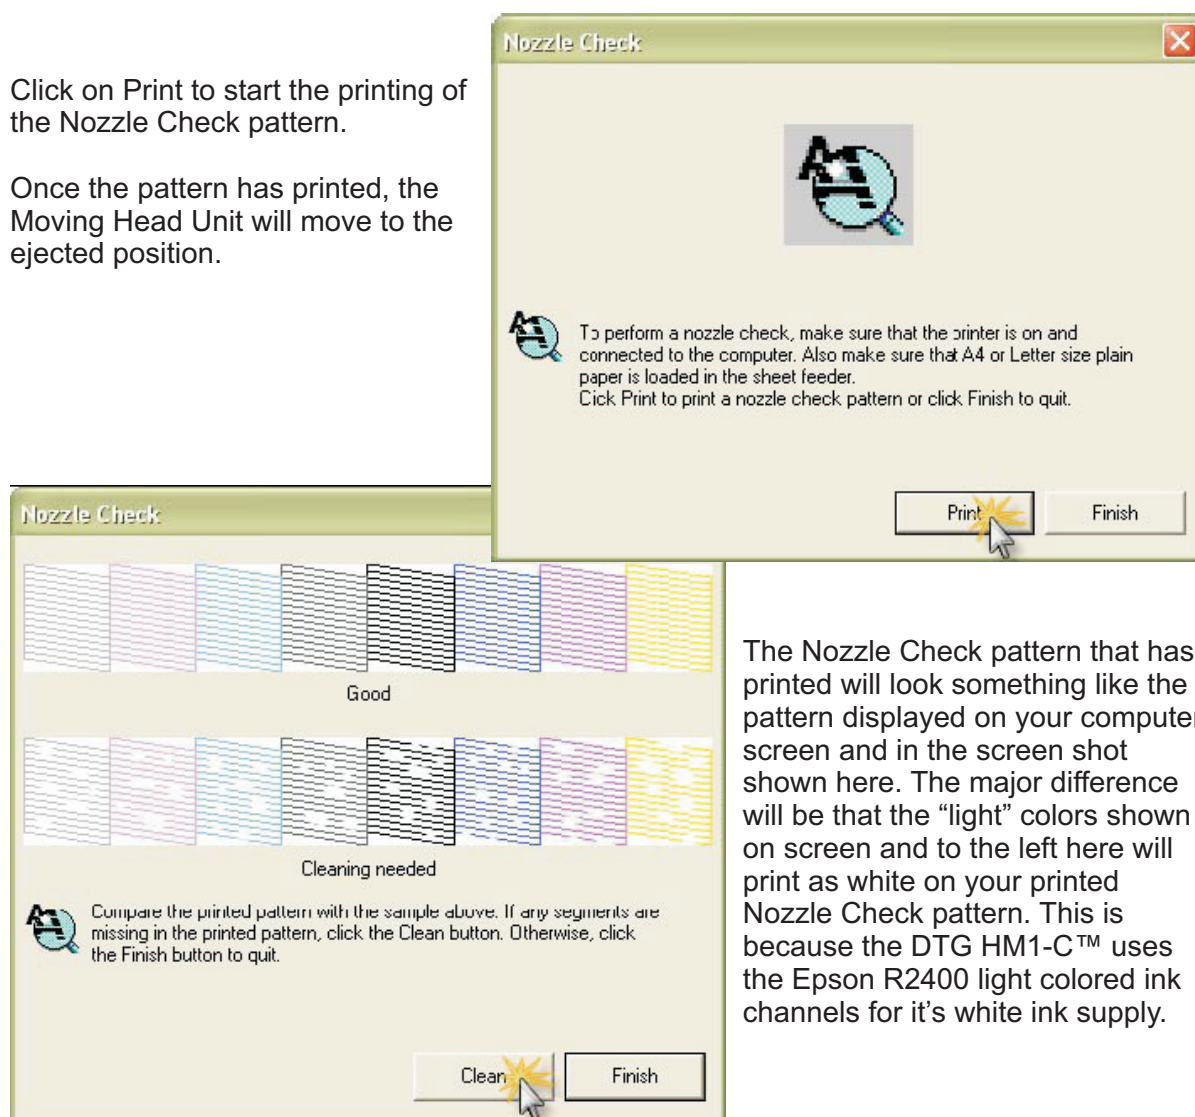 Click on Print to start the printing of
the Nozzle Check pattern.
Once the pattern has printed, the
Moving Head Unit will move to the
ejected position.
Nozzle Check
To perform a nozzle check, make sure that the printer is on and
connected to the computer. Also make sure that A4 or Letter size plain
paper is loaded in the sheet feeder.
Click Print to print a nozzle check pattern or click Finish to quit.
Print
Finish
Nozzle Check
Good
Cleaning needed
Compare the printed pattern with the sample above. If any segments are
missing in the printed pattern, click the Clean button. Otherwise, click
the Finish button to quit.
Clean
Finish
The Nozzle Check pattern that has
printed will look something like the
pattern displayed on your computer
screen and in the screen shot
shown here. The major difference
will be that the “light” colors shown
on screen and to the left here will
print as white on your printed
Nozzle Check pattern. This is
because the DTG HM1-C™ uses
the Epson R2400 light colored ink
channels for it’s white ink supply.